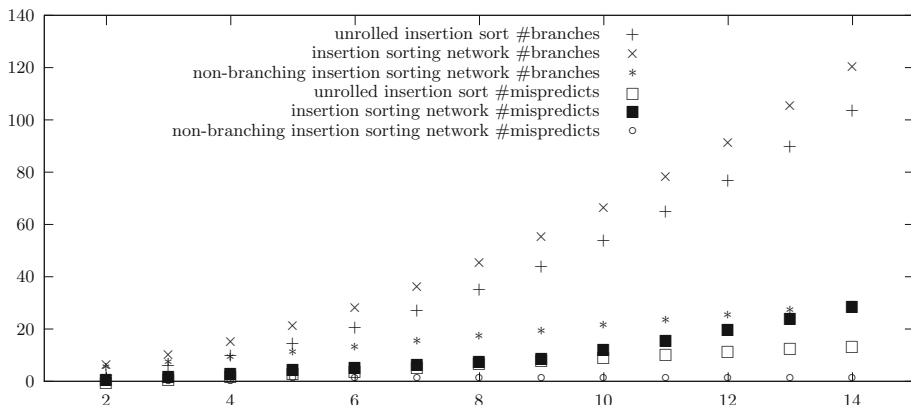 140
120
100
80
60
40
20
0
unrolled insertion sort #branches
insertion sorting network #branches
non-branching insertion sorting network #branches
unrolled insertion sort #mispredicts
insertion sorting network #mispredicts
non-branching insertion sorting network #mispredicts
2 4 6 8 10 12 14